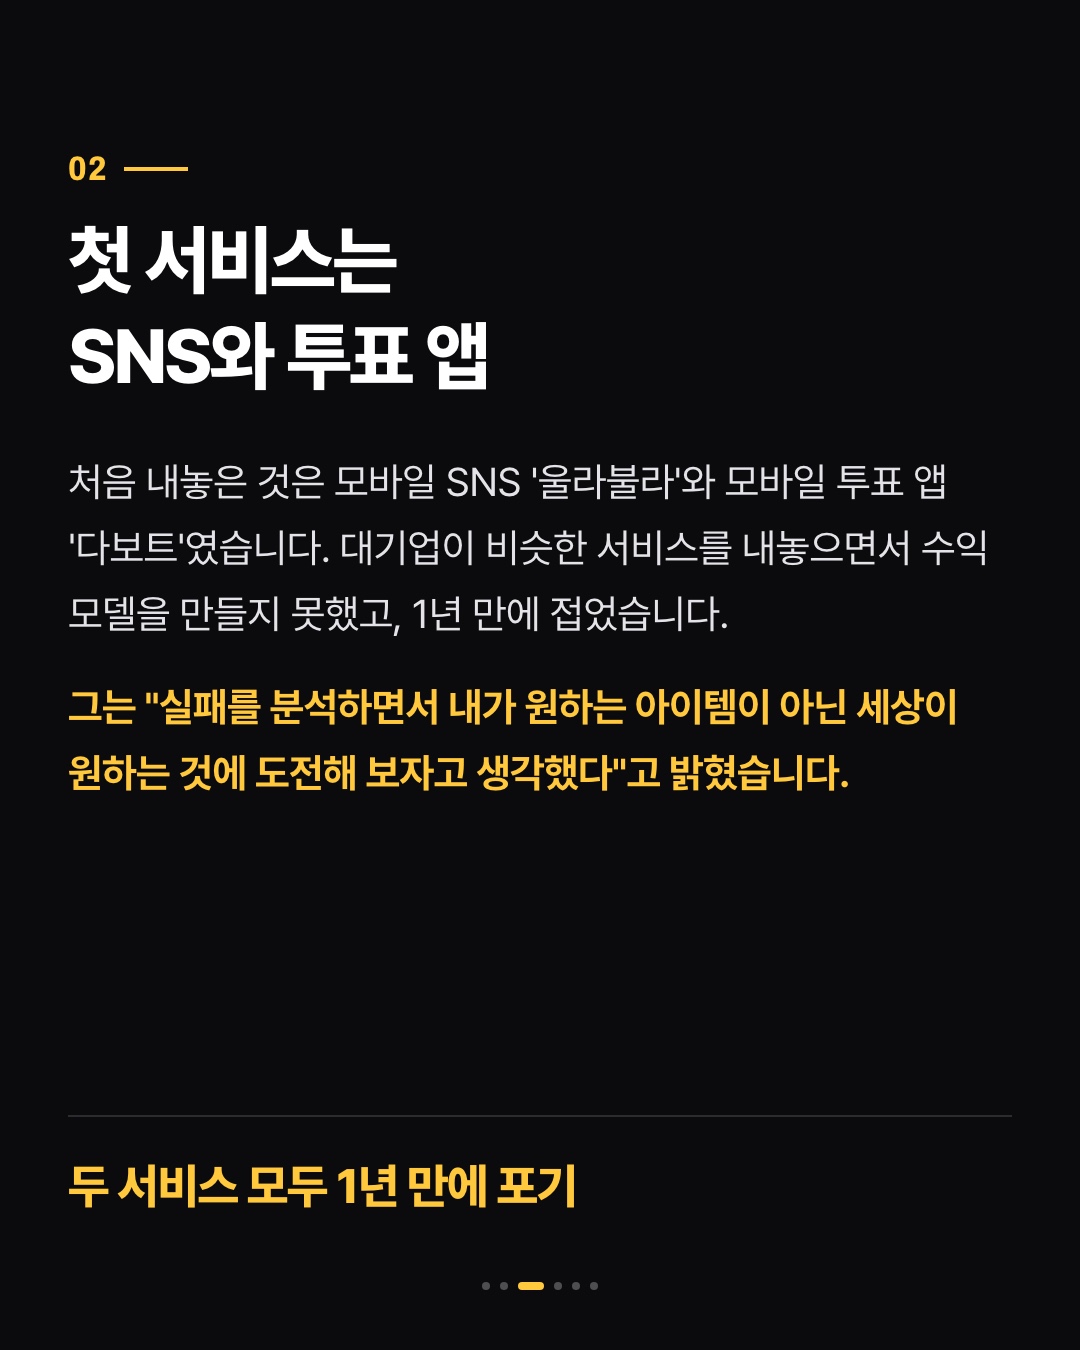 02
첫 서비스는
SNS와 투표 앱
처음 내놓은 것은 모바일 SNS '울라불라'와 모바일 투표 앱
'다보트'였습니다. 대기업이 비슷한 서비스를 내놓으면서 수익
모델을 만들지 못했고, 1년 만에 접었습니다.
그는 "실패를 분석하면서 내가 원하는 아이템이 아닌 세상이
원하는 것에 도전해 보자고 생각했다"고 밝혔습니다.
두 서비스 모두 1년 만에 포기